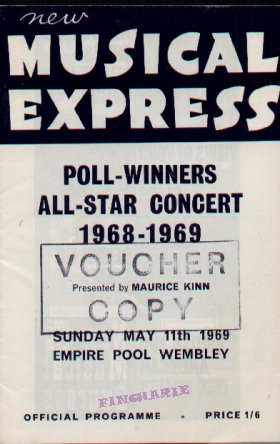 new
MUSICAL
EXPRESS
POLL-WINNERS
ALL-STAR CONCERT
1968-1969
VOUCHER
Presented by MAURICE KINN
COPY
SUNDAY MAY 11th 1969
EMPIRE POOL WEMBLEY
FINCHARIE
OFFICIAL PROGRAMME - PRICE 1/6